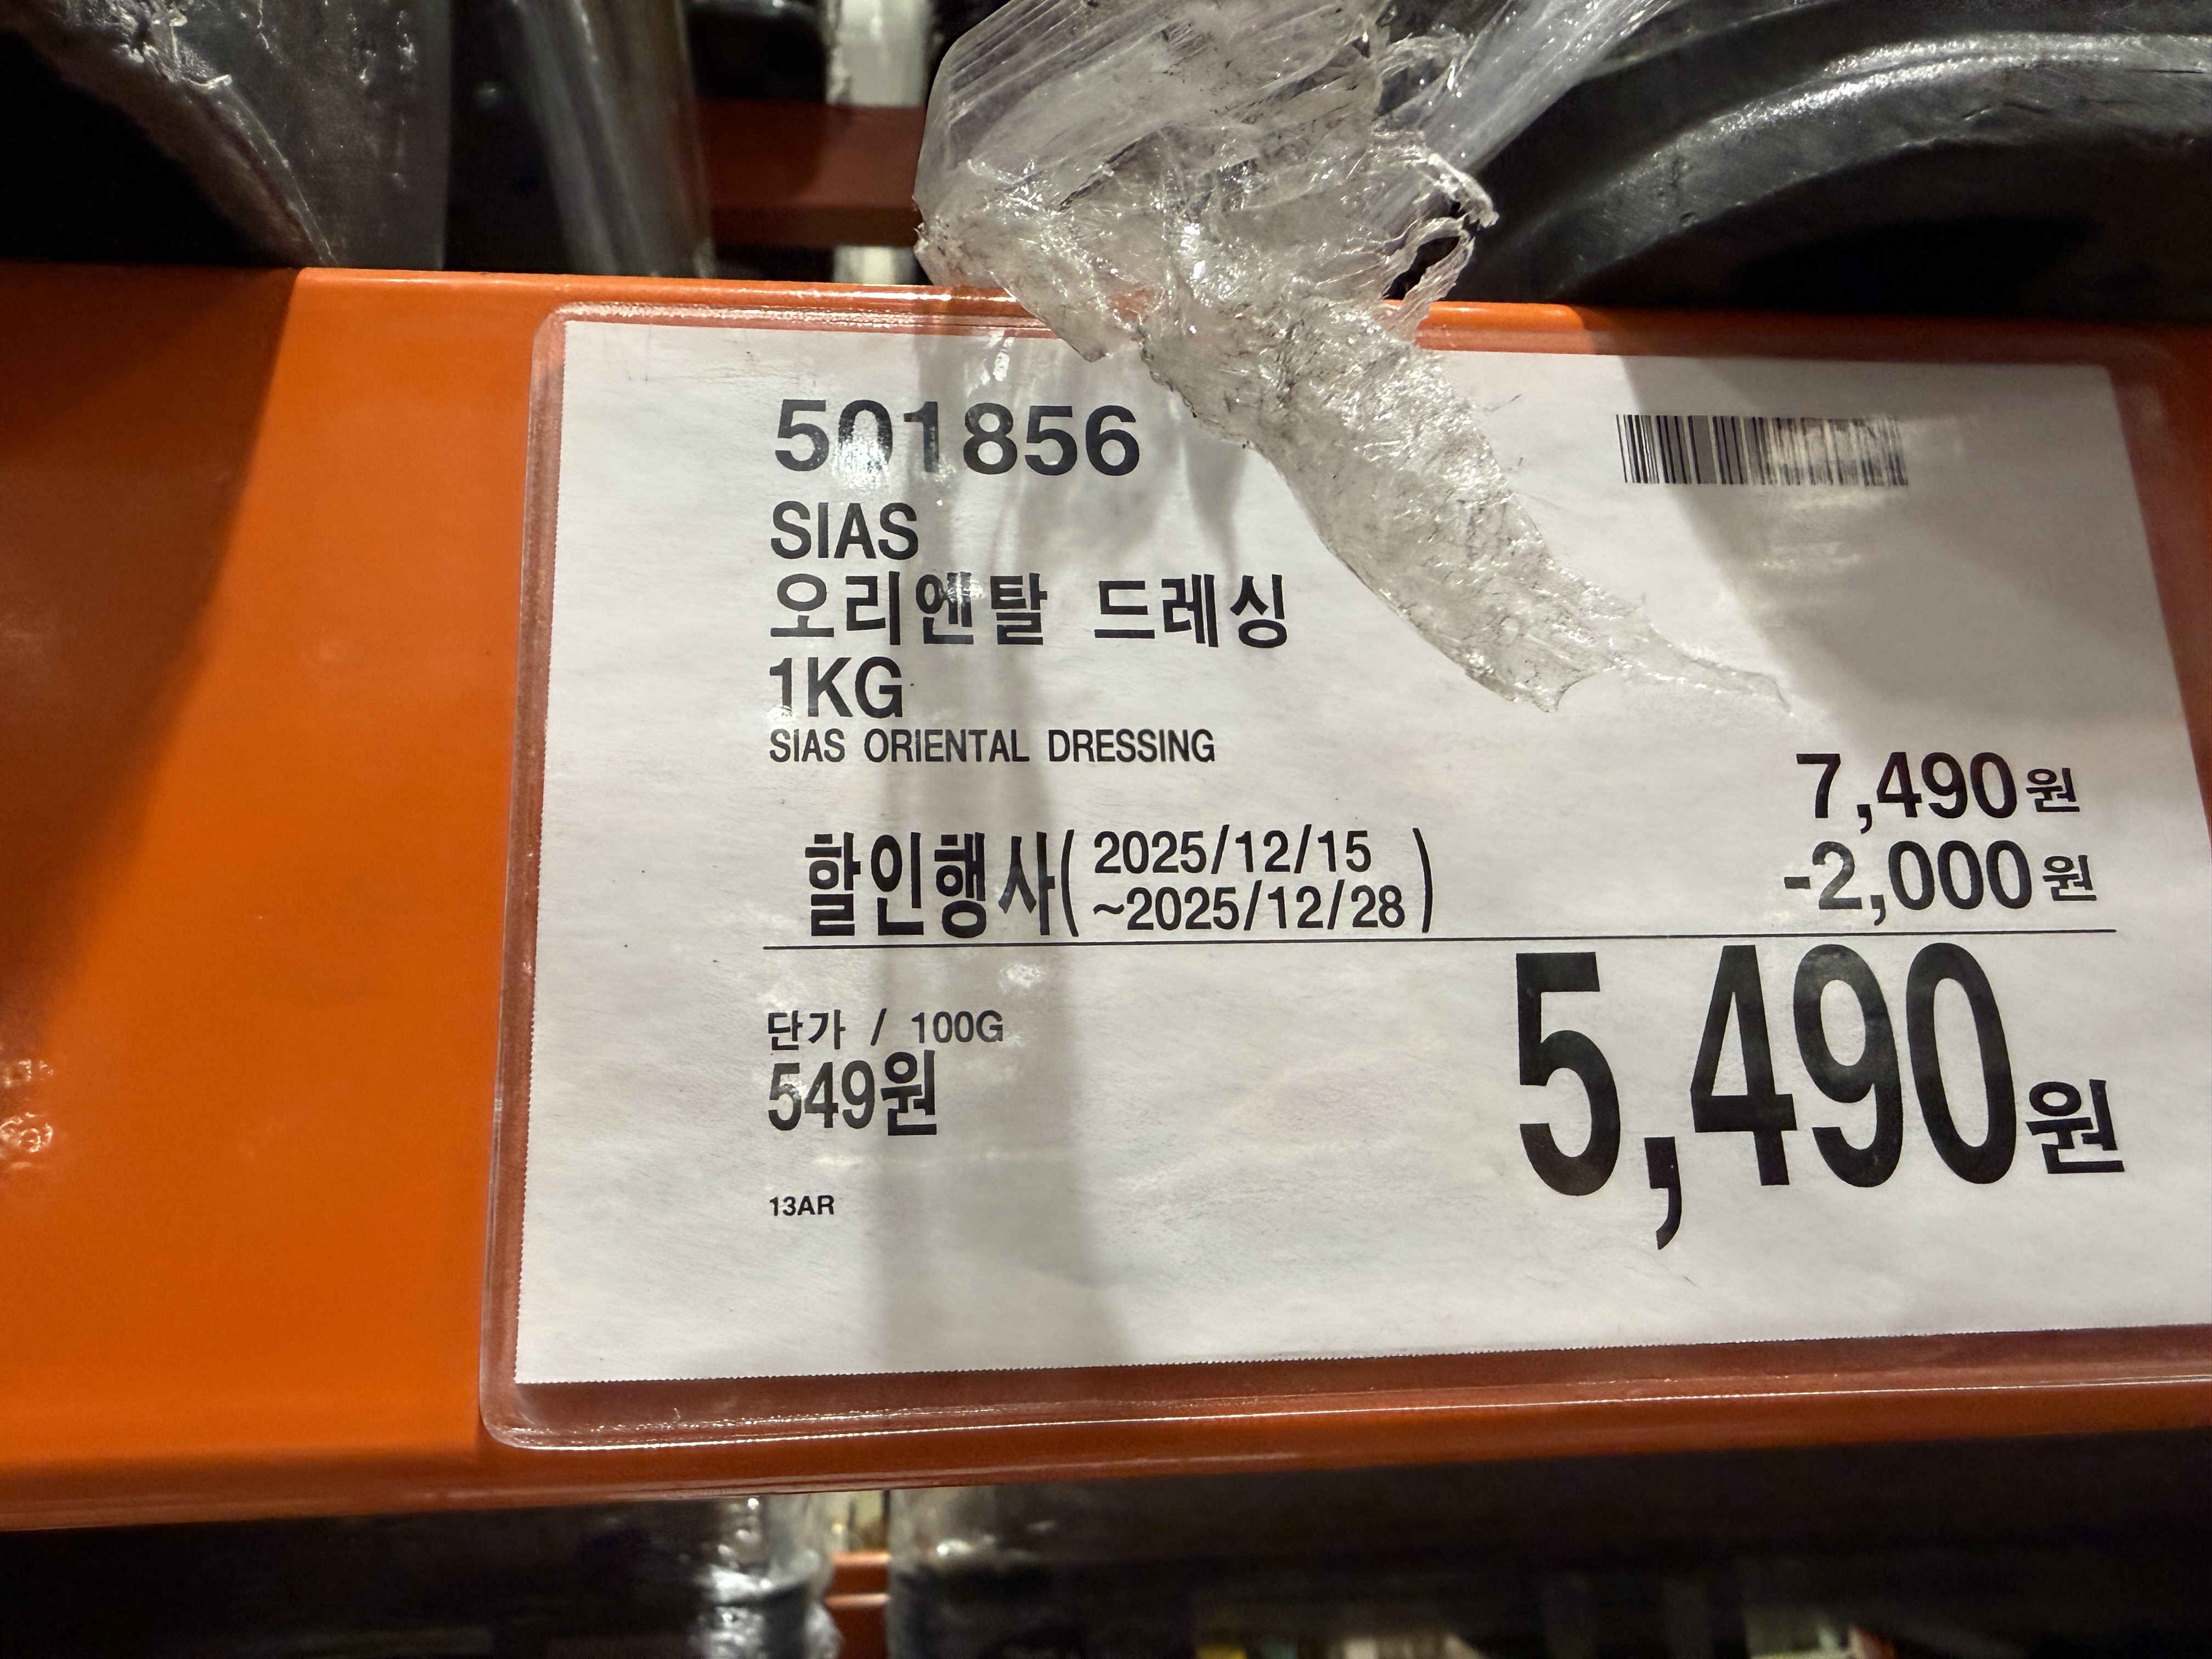 501856
SIAS
오리엔탈 드레싱
1KG
SIAS ORIENTAL DRESSING
7,490원
할인행사( 2025/12/15
~2025/12/28 )
-2,000원
5,490원
단가 / 100G
549원
13AR